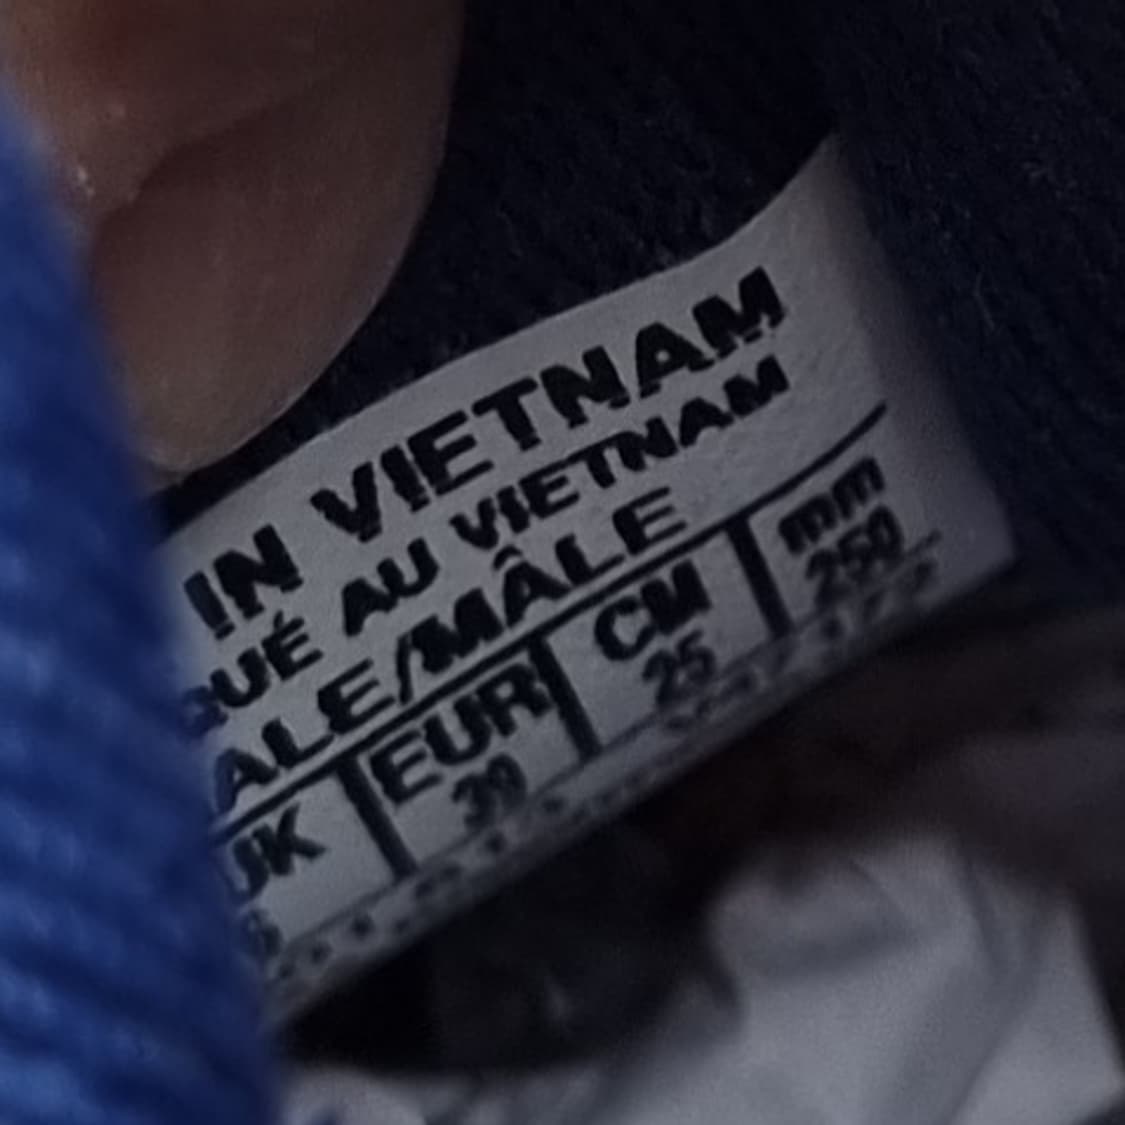 IN VIETNAM
QUÉ AU VIETNAM
ALE/MÂLE
UK EUR CM mm
39 25 250